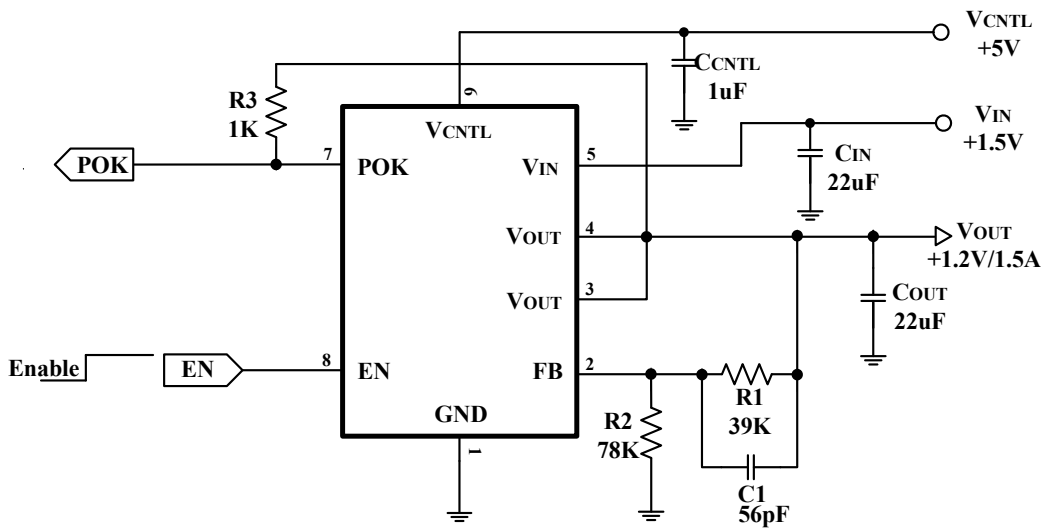 VCNTL
+5V
CCNTL
1uF
R3
1K
6
VCNTL
VIN
+1.5V
CIN
22uF
POK
7
POK
VIN
5
VOUT
4
VOUT
+1.2V/1.5A
VOUT
3
COUT
22uF
Enable
EN
8
EN
FB
2
R1
39K
R2
78K
GND
1
C1
56pF